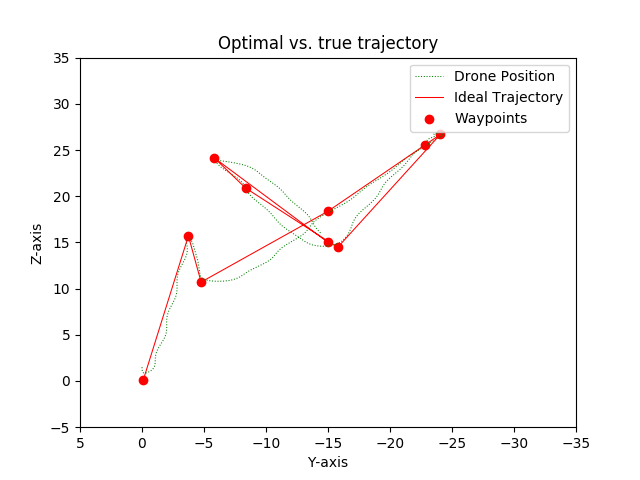 Optimal vs. true trajectory
Drone Position
Ideal Trajectory
Waypoints
35
30
25
20
15
10
5
0
−5
Z-axis
5 0 −5 −10 −15 −20 −25 −30 −35
Y-axis